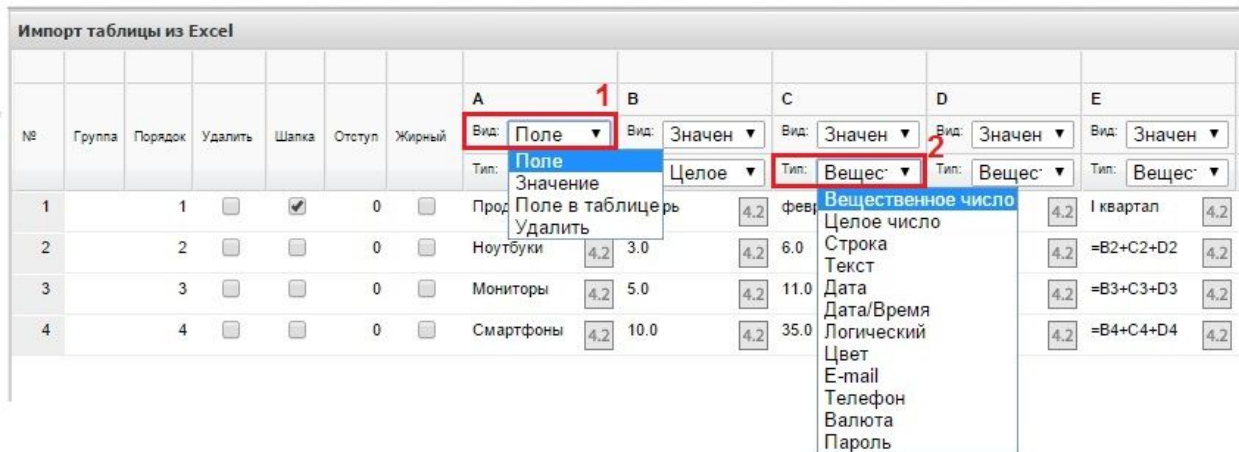 Импорт таблицы из Excel
A 1 B C D E
№ Группа Порядок Удалить Шапка Отступ Жирный Вид: Поле Вид: Значен Вид: Значен Вид: Значен Вид: Значен
2
Тип: Поле Целое Тип: Вещес Тип: Вещес Тип: Вещес
Значение
Вещественное число
1 1 0 Прод Поле в таблице рь 4.2 фев 4.2 I квартал 4.2
Целое число
Удалить
2 2 0 Ноутбуки 4.2 3.0 4.2 6.0 Строка 4.2 =B2+C2+D2 4.2
Текст
3 3 0 Мониторы 4.2 5.0 4.2 11.0 Дата 4.2 =B3+C3+D3 4.2
Дата/Время
4 4 0 Смартфоны 4.2 10.0 4.2 35.0 Логический 4.2 =B4+C4+D4 4.2
Цвет
E-mail
Телефон
Валюта
Пароль